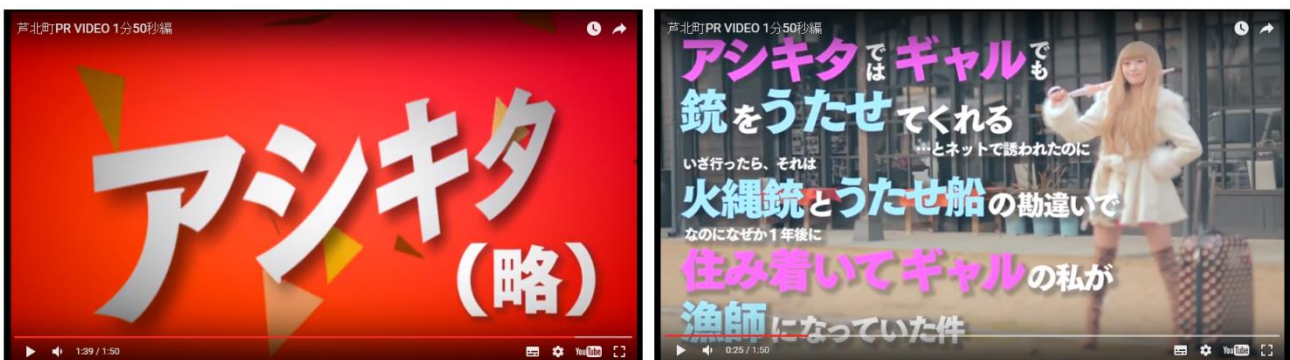 芦北町PR VIDEO 1分50秒編
アシキタ
（略）
1:39 / 1:50
YouTube
芦北町PR VIDEO 1分50秒編
アシキタではギャルでも
銃をうたせてくれる
…とネットで誘われたのに
いざ行ったら、それは
火縄銃とうたせ船の勘違いで
なのになぜか1年後に
住み着いてギャルの私が
漁師になっていた件
0:25 / 1:50
YouTube